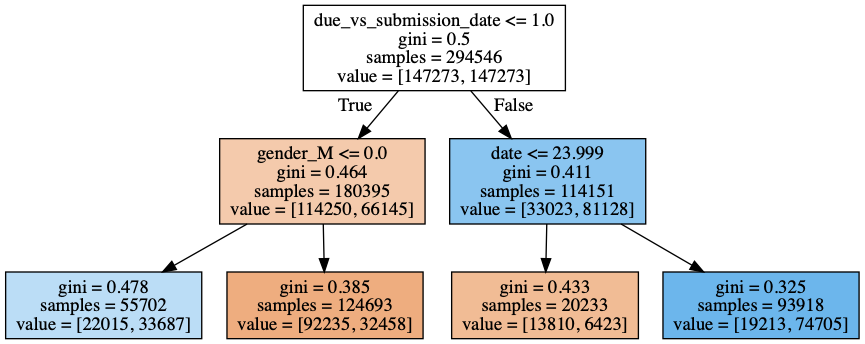 due_vs_submission_date <= 1.0
gini = 0.5
samples = 294546
value = [147273, 147273]
True
False
gender_M <= 0.0
gini = 0.464
samples = 180395
value = [114250, 66145]
date <= 23.999
gini = 0.411
samples = 114151
value = [33023, 81128]
gini = 0.478
samples = 55702
value = [22015, 33687]
gini = 0.385
samples = 124693
value = [92235, 32458]
gini = 0.433
samples = 20233
value = [13810, 6423]
gini = 0.325
samples = 93918
value = [19213, 74705]